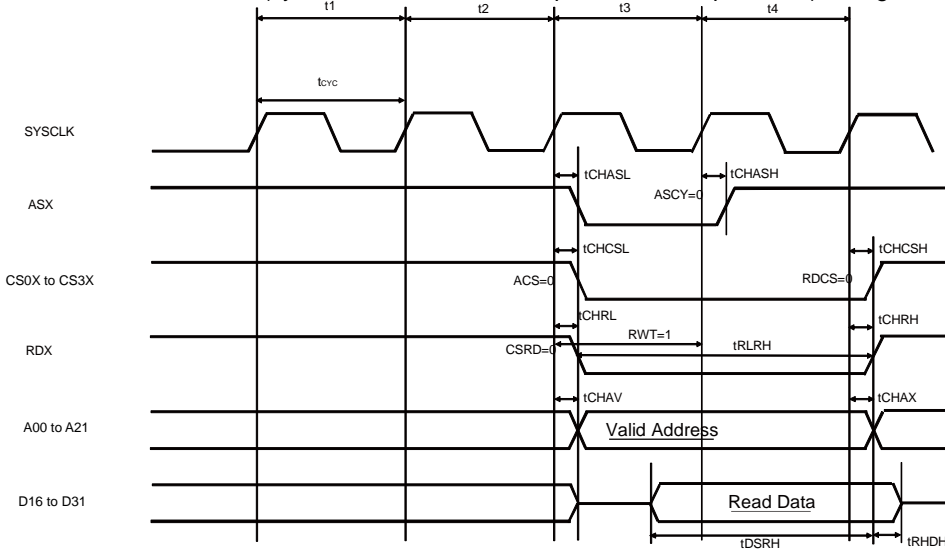 t1 t2 t3 t4
tCYC
SYSCLK
tCHASL tCHASH
ASX ASCY=0
tCHCSL tCHCSH
CS0X to CS3X ACS=0 RDCS=0
tCHRL tCHRH
RWT=1
RDX CSRD=0 tRLRH
tCHAV tCHAX
A00 to A21 Valid Address
D16 to D31 Read Data
tDSRH tRHDH